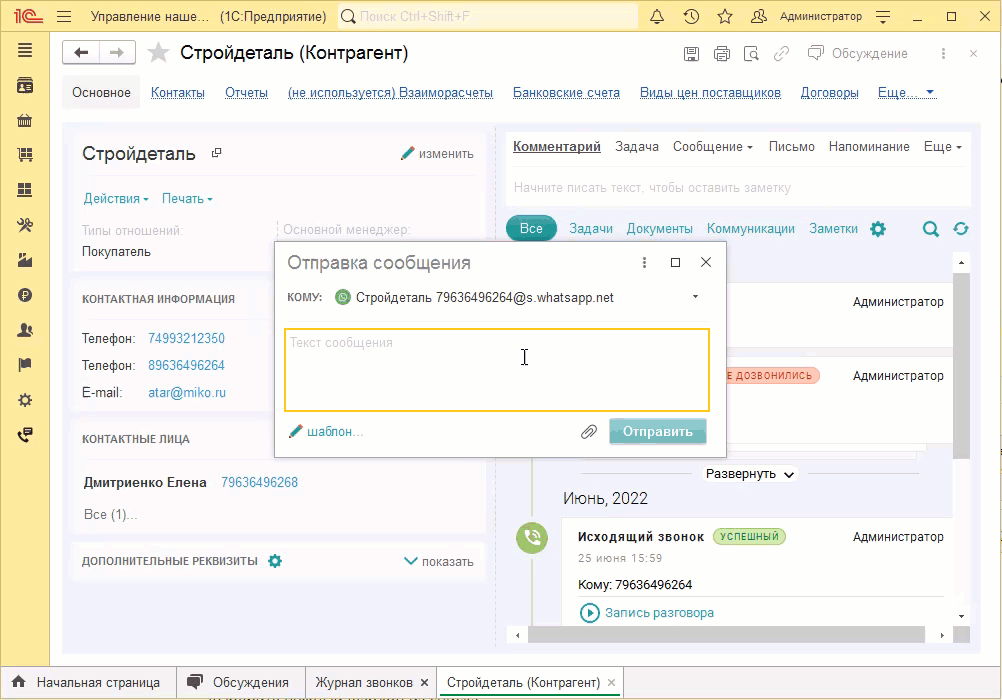 1С Управление наше... (1С:Предприятие) Поиск Ctrl+Shift+F Администратор
Стройдеталь (Контрагент) Обсуждение
Основное Контакты Отчеты (не используется) Взаиморасчеты Банковские счета Виды цен поставщиков Договоры Еще...
Стройдеталь изменить
Действия Печать
Типы отношений: Основной менеджер:
Покупатель
КОНТАКТНАЯ ИНФОРМАЦИЯ
Телефон: 74993212350
Телефон: 89636496264
E-mail: atar@miko.ru
КОНТАКТНЫЕ ЛИЦА
Дмитриенко Елена 79636496268
Все (1)...
ДОПОЛНИТЕЛЬНЫЕ РЕКВИЗИТЫ показать
Комментарий Задача Сообщение Письмо Напоминание Еще
Начните писать текст, чтобы оставить заметку
Все Задачи Документы Коммуникации Заметки
Отправка сообщения
КОМУ: Стройдеталь 79636496264@s.whatsapp.net
Текст сообщения
шаблон... Отправить
Администратор
Е ДОЗВОНИЛИСЬ Администратор
Развернуть
Июнь, 2022
Исходящий звонок УСПЕШНЫЙ Администратор
25 июня 15:59
Кому: 79636496264
Запись разговора
Начальная страница Обсуждения Журнал звонков Стройдеталь (Контрагент)